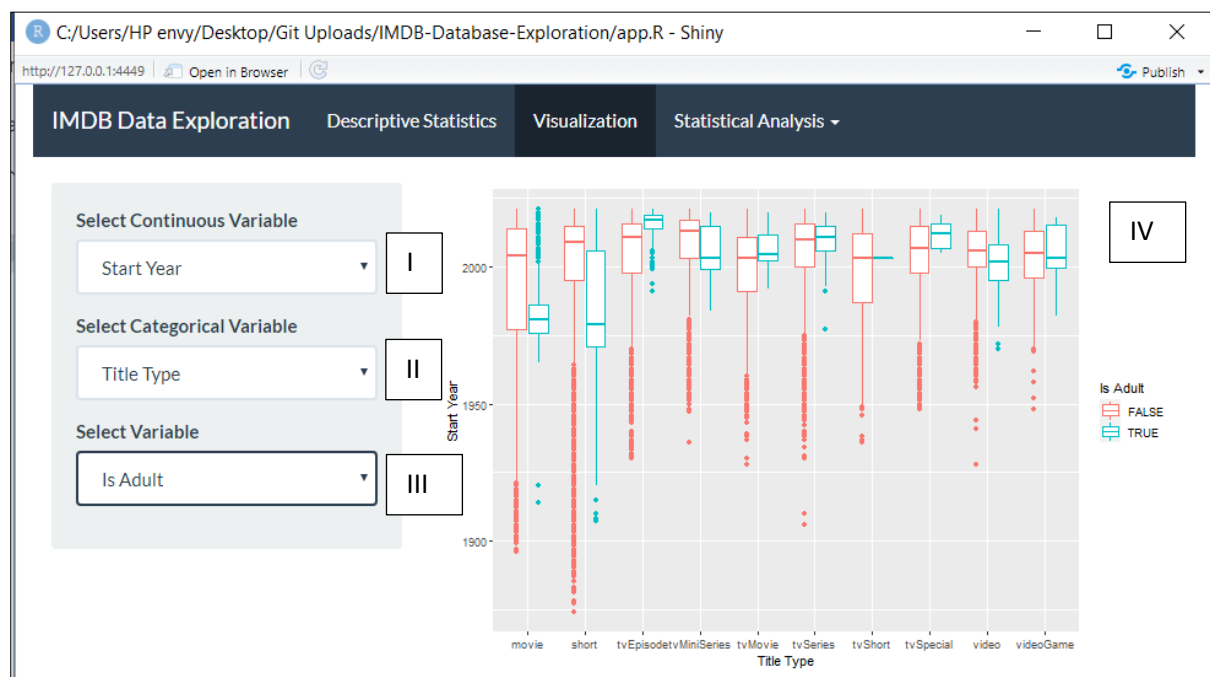 C:/Users/HP envy/Desktop/Git Uploads/IMDB-Database-Exploration/app.R - Shiny
http://127.0.0.1:4449 Open in Browser Publish
IMDB Data Exploration Descriptive Statistics Visualization Statistical Analysis
Select Continuous Variable
Start Year
I
Select Categorical Variable
Title Type
II
Select Variable
Is Adult
III
IV
2000
1950
1900
Start Year
movie short tvEpisode tvMiniSeries tvMovie tvSeries tvShort tvSpecial video videoGame
Title Type
Is Adult
FALSE
TRUE